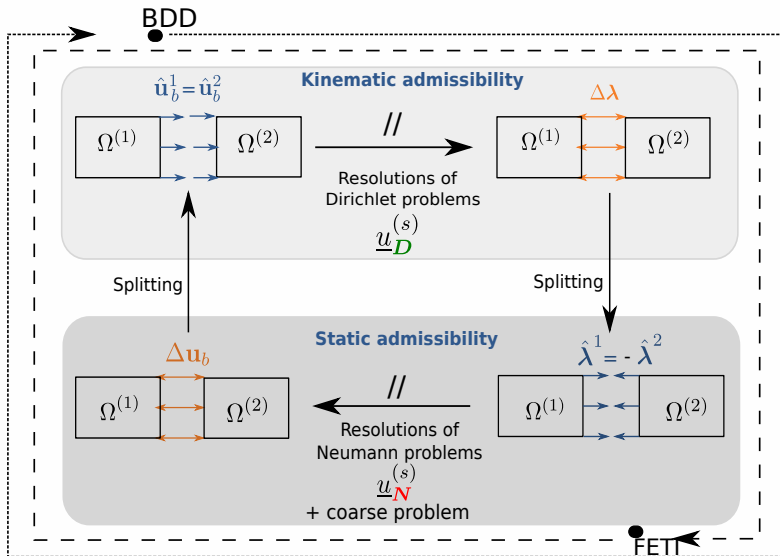 BDD
Kinematic admissibility
û_b^1 = û_b^2
Δλ
//
Ω^(1)
Ω^(2)
Ω^(1)
Ω^(2)
Resolutions of
Dirichlet problems
u_D^(s)
Splitting
Splitting
Static admissibility
Δu_b
λ̂^1 = - λ̂^2
//
Ω^(1)
Ω^(2)
Ω^(1)
Ω^(2)
Resolutions of
Neumann problems
u_N^(s)
+ coarse problem
FETI